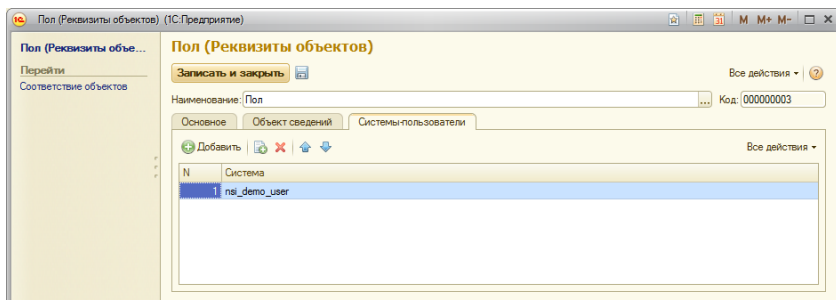 Пол (Реквизиты объектов) (1С:Предприятие)
M M+ M-
Пол (Реквизиты объе...
Перейти
Соответствие объектов
Пол (Реквизиты объектов)
Записать и закрыть
Все действия
Наименование: Пол ... Код: 000000003
Основное Объект сведений Системы-пользователи
Добавить
Все действия
N Система
1 nsi_demo_user